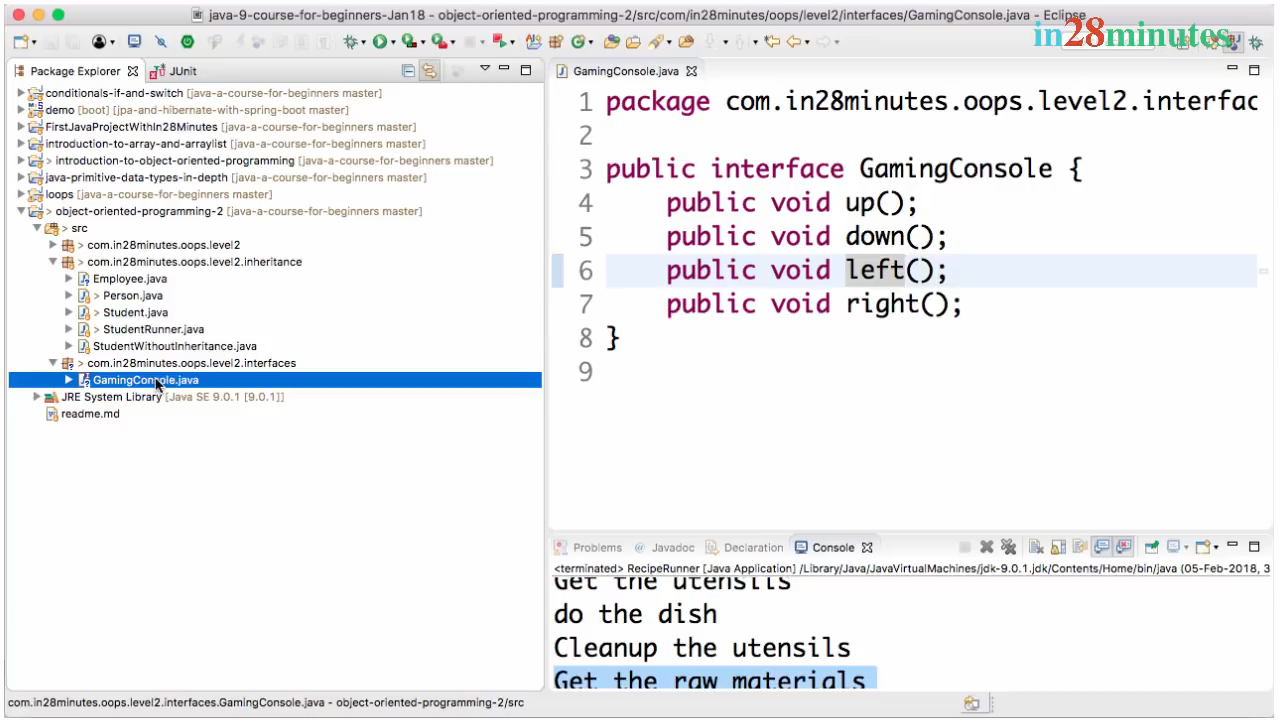 java-9-course-for-beginners-Jan18 - object-oriented-programming-2/src/com/in28minutes/oops/level2/interfaces/GamingConsole.java - Eclipse
in28minutes
Package Explorer
JUnit
conditionals-if-and-switch [java-a-course-for-beginners master]
demo [boot] [jpa-and-hibernate-with-spring-boot master]
FirstJavaProjectWithIn28Minutes [java-a-course-for-beginners master]
introduction-to-array-and-arraylist [java-a-course-for-beginners master]
> introduction-to-object-oriented-programming [java-a-course-for-beginners master]
java-primitive-data-types-in-depth [java-a-course-for-beginners master]
loops [java-a-course-for-beginners master]
> object-oriented-programming-2 [java-a-course-for-beginners master]
> src
> com.in28minutes.oops.level2
> com.in28minutes.oops.level2.inheritance
Employee.java
> Person.java
> Student.java
> StudentRunner.java
StudentWithoutInheritance.java
> com.in28minutes.oops.level2.interfaces
GamingConsole.java
JRE System Library [Java SE 9.0.1 [9.0.1]]
readme.md
GamingConsole.java
1 package com.in28minutes.oops.level2.interfac
2
3 public interface GamingConsole {
4 public void up();
5 public void down();
6 public void left();
7 public void right();
8 }
9
Problems @ Javadoc Declaration Console
<terminated> RecipeRunner [Java Application] /Library/Java/JavaVirtualMachines/jdk-9.0.1.jdk/Contents/Home/bin/java (05-Feb-2018, 3
Get the utensils
do the dish
Cleanup the utensils
Get the raw materials
com.in28minutes.oops.level2.interfaces.GamingConsole.java - object-oriented-programming-2/src